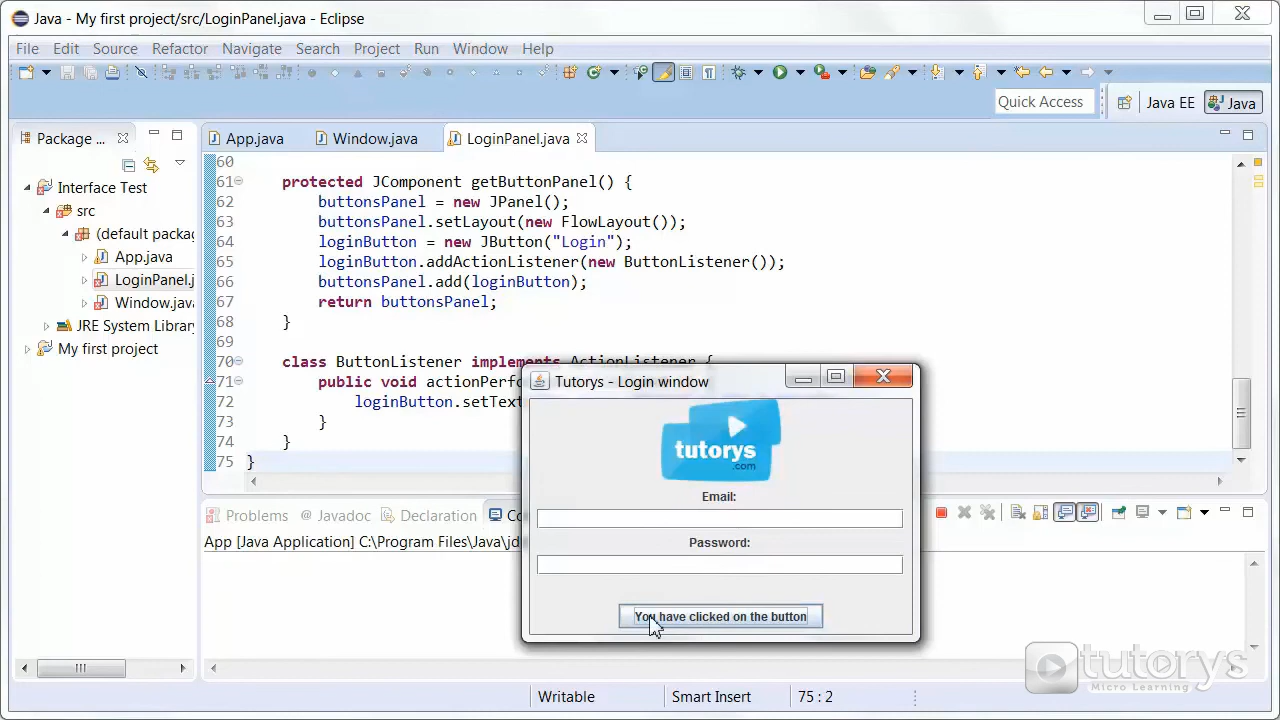 Java - My first project/src/LoginPanel.java - Eclipse
File Edit Source Refactor Navigate Search Project Run Window Help
Quick Access Java EE Java
Package ... App.java Window.java LoginPanel.java
Interface Test
src
(default packag
App.java
LoginPanel.j
Window.java
JRE System Library
My first project
60
61 protected JComponent getButtonPanel() {
62 buttonsPanel = new JPanel();
63 buttonsPanel.setLayout(new FlowLayout());
64 loginButton = new JButton("Login");
65 loginButton.addActionListener(new ButtonListener());
66 buttonsPanel.add(loginButton);
67 return buttonsPanel;
68 }
69
70 class ButtonListener implements ActionListener {
71 public void actionPerfo
72 loginButton.setText
73 }
74 }
75 }
Problems @ Javadoc Declaration Co
App [Java Application] C:\Program Files\Java\jd
Tutorys - Login window
tutorys
.com
Email:
Password:
You have clicked on the button
Writable Smart Insert 75 : 2
tutorys
Micro Learning